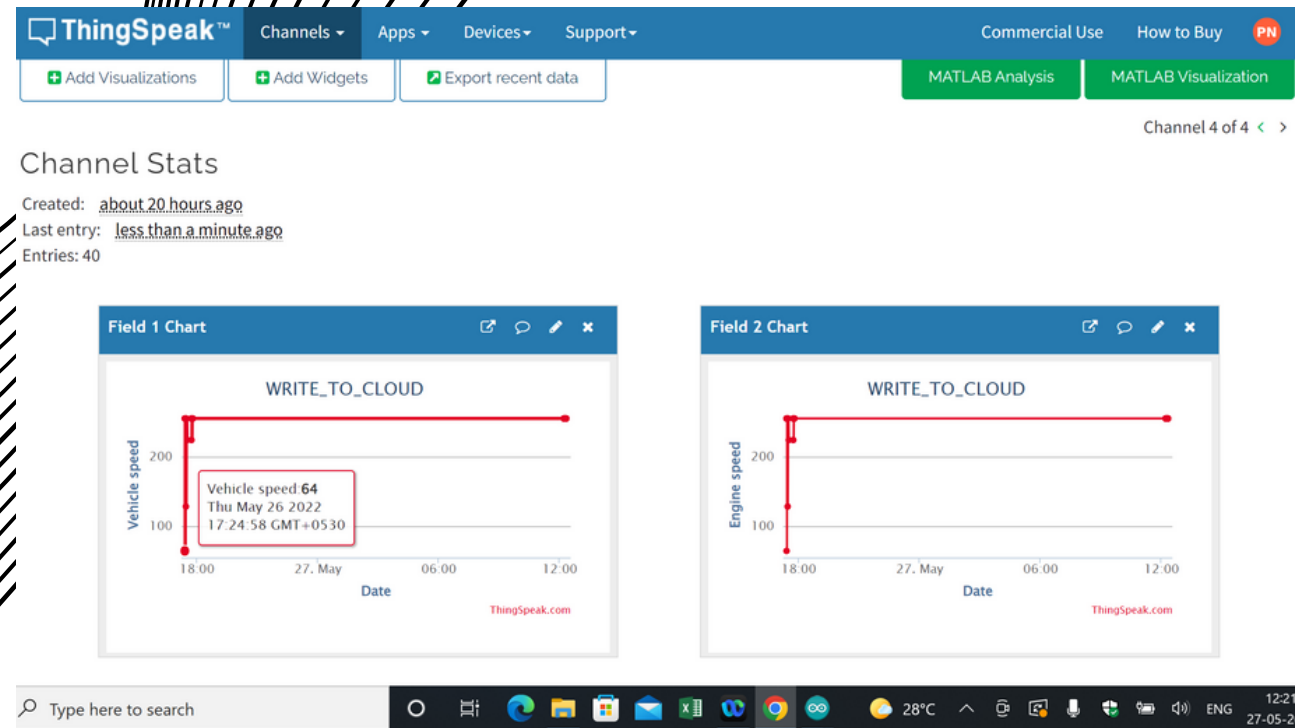 ThingSpeak™ Channels Apps Devices Support Commercial Use How to Buy PN
Add Visualizations Add Widgets Export recent data MATLAB Analysis MATLAB Visualization
Channel 4 of 4 < >
Channel Stats
Created: about 20 hours ago
Last entry: less than a minute ago
Entries: 40
Field 1 Chart
WRITE_TO_CLOUD
Vehicle speed
200
100
Vehicle speed:64
Thu May 26 2022
17:24:58 GMT+0530
18:00 27. May 06:00 12:00
Date
ThingSpeak.com
Field 2 Chart
WRITE_TO_CLOUD
Engine speed
200
100
18:00 27. May 06:00 12:00
Date
ThingSpeak.com
Type here to search 28°C ENG 12:21
27-05-2